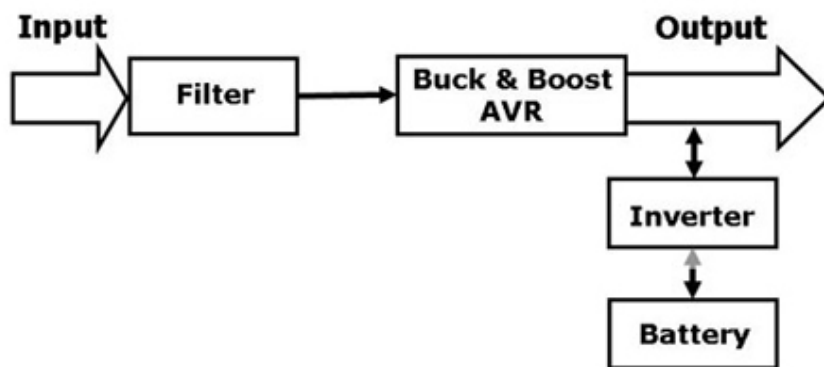 Input
Output
Filter
Buck & Boost
AVR
Inverter
Battery